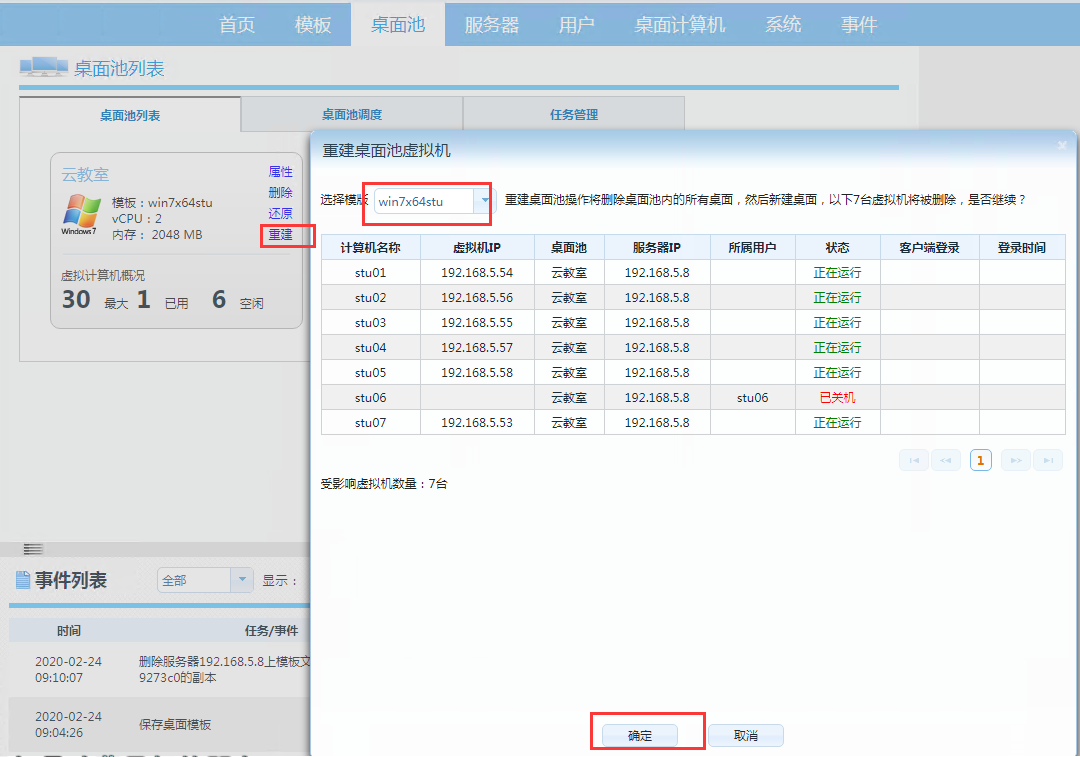 首页 模板 桌面池 服务器 用户 桌面计算机 系统 事件
桌面池列表
桌面池列表 桌面池调度 任务管理
云教室
属性
删除
还原
重建
模板：win7x64stu
vCPU：2
内存： 2048 MB
Windows 7
虚拟计算机概况
30 最大 1 已用 6 空闲
重建桌面池虚拟机
选择模版 win7x64stu 重建桌面池操作将删除桌面池内的所有桌面，然后新建桌面，以下7台虚拟机将被删除，是否继续？
计算机名称 虚拟机IP 桌面池 服务器IP 所属用户 状态 客户端登录 登录时间
stu01 192.168.5.54 云教室 192.168.5.8 正在运行
stu02 192.168.5.56 云教室 192.168.5.8 正在运行
stu03 192.168.5.55 云教室 192.168.5.8 正在运行
stu04 192.168.5.57 云教室 192.168.5.8 正在运行
stu05 192.168.5.58 云教室 192.168.5.8 正在运行
stu06 云教室 192.168.5.8 stu06 已关机
stu07 192.168.5.53 云教室 192.168.5.8 正在运行
1
受影响虚拟机数量：7台
确定 取消
事件列表 全部 显示：
时间 任务/事件
2020-02-24
09:10:07
删除服务器192.168.5.8上模板文
9273c0的副本
2020-02-24
09:04:26
保存桌面模板